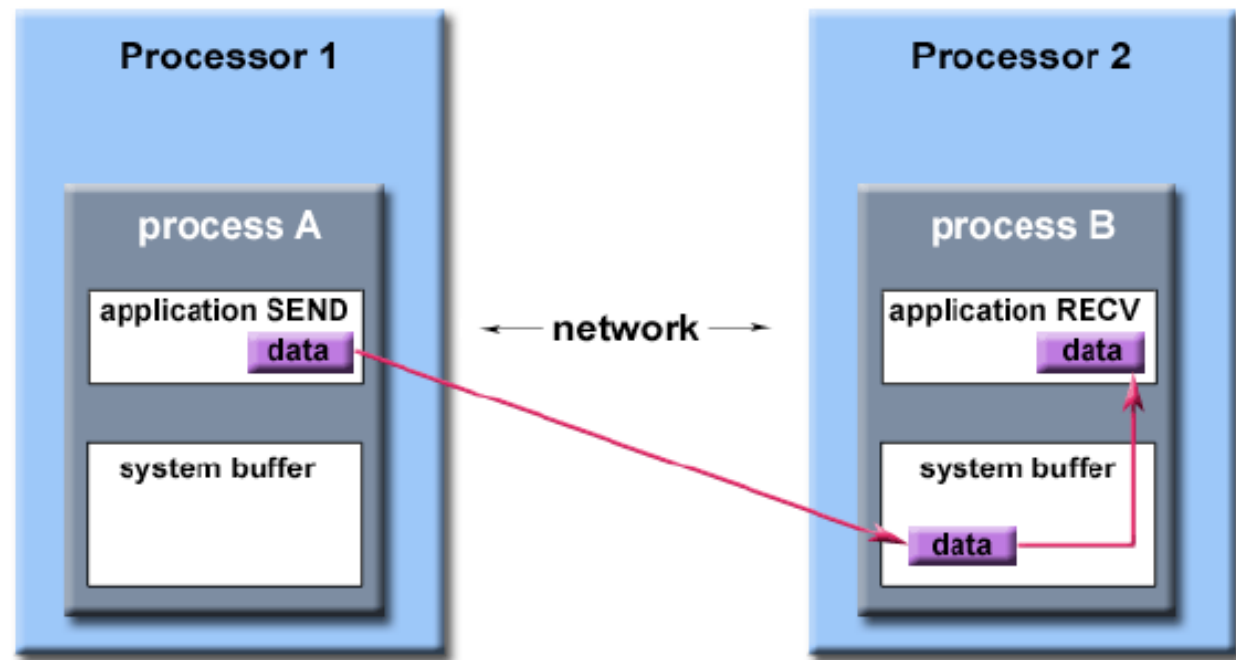 Processor 1
process A
application SEND
data
system buffer
network
Processor 2
process B
application RECV
data
system buffer
data